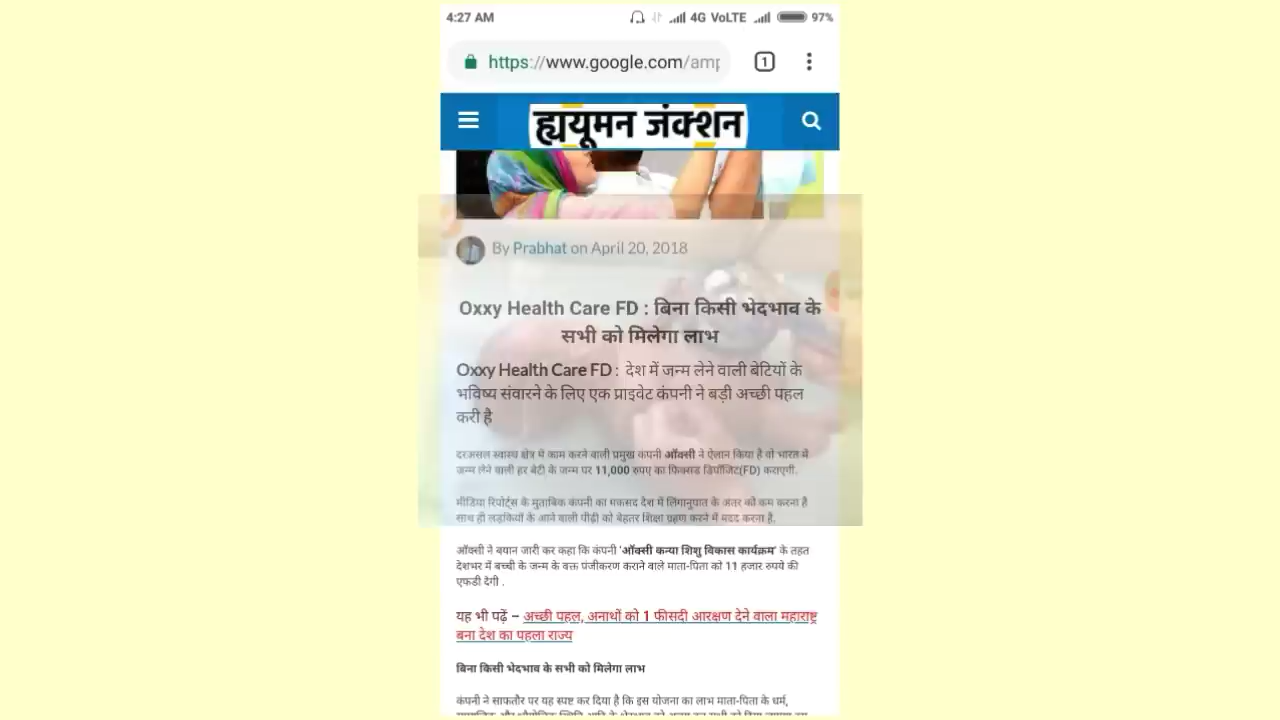 4:27 AM 4G VoLTE 97%
https://www.google.com/amp 1
ह्ययूमन जंक्शन
By Prabhat on April 20, 2018
Oxxy Health Care FD : बिना किसी भेदभाव के
सभी को मिलेगा लाभ
Oxxy Health Care FD : देश में जन्म लेने वाली बेटियों के
भविष्य संवारने के लिए एक प्राइवेट कंपनी ने बड़ी अच्छी पहल
करी है
दरअसल स्वास्थ क्षेत्र में काम करने वाली प्रमुख कंपनी ऑक्सी ने ऐलान किया है वो भारत में
जन्म लेने वाली हर बेटी के जन्म पर 11,000 रुपए का फिक्सड डिपॉजिट(FD) कराएगी.
मीडिया रिपोर्ट्स के मुताबिक कंपनी का मकसद देश में लिंगानुपात के अंतर को कम करना है
साथ ही लड़कियों के आने वाली पीढ़ी को बेहतर शिक्षा ग्रहण करने में मदद करना है.
ऑक्सी ने बयान जारी कर कहा कि कंपनी 'ऑक्सी कन्या शिशु विकास कार्यक्रम' के तहत
देशभर में बच्ची के जन्म के वक्त पंजीकरण कराने वाले माता-पिता को 11 हजार रुपये की
एफडी देगी .
यह भी पढ़ें – अच्छी पहल, अनाथों को 1 फीसदी आरक्षण देने वाला महाराष्ट्र
बना देश का पहला राज्य
बिना किसी भेदभाव के सभी को मिलेगा लाभ
कंपनी ने साफतौर पर यह स्पष्ट कर दिया है कि इस योजना का लाभ माता-पिता के धर्म,